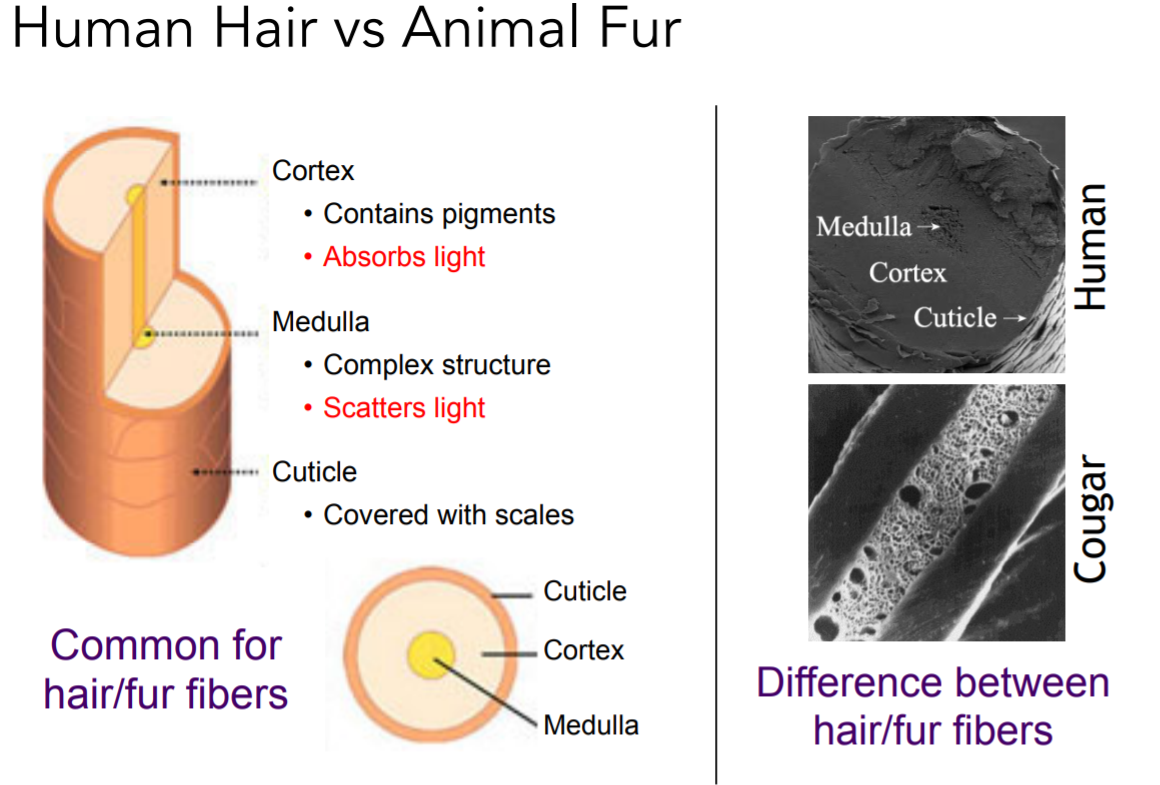 Human Hair vs Animal Fur
Cortex
• Contains pigments
• Absorbs light
Medulla
• Complex structure
• Scatters light
Cuticle
• Covered with scales
Cuticle
Cortex
Medulla
Common for
hair/fur fibers
Medulla
Cortex
Cuticle
Human
Cougar
Difference between
hair/fur fibers